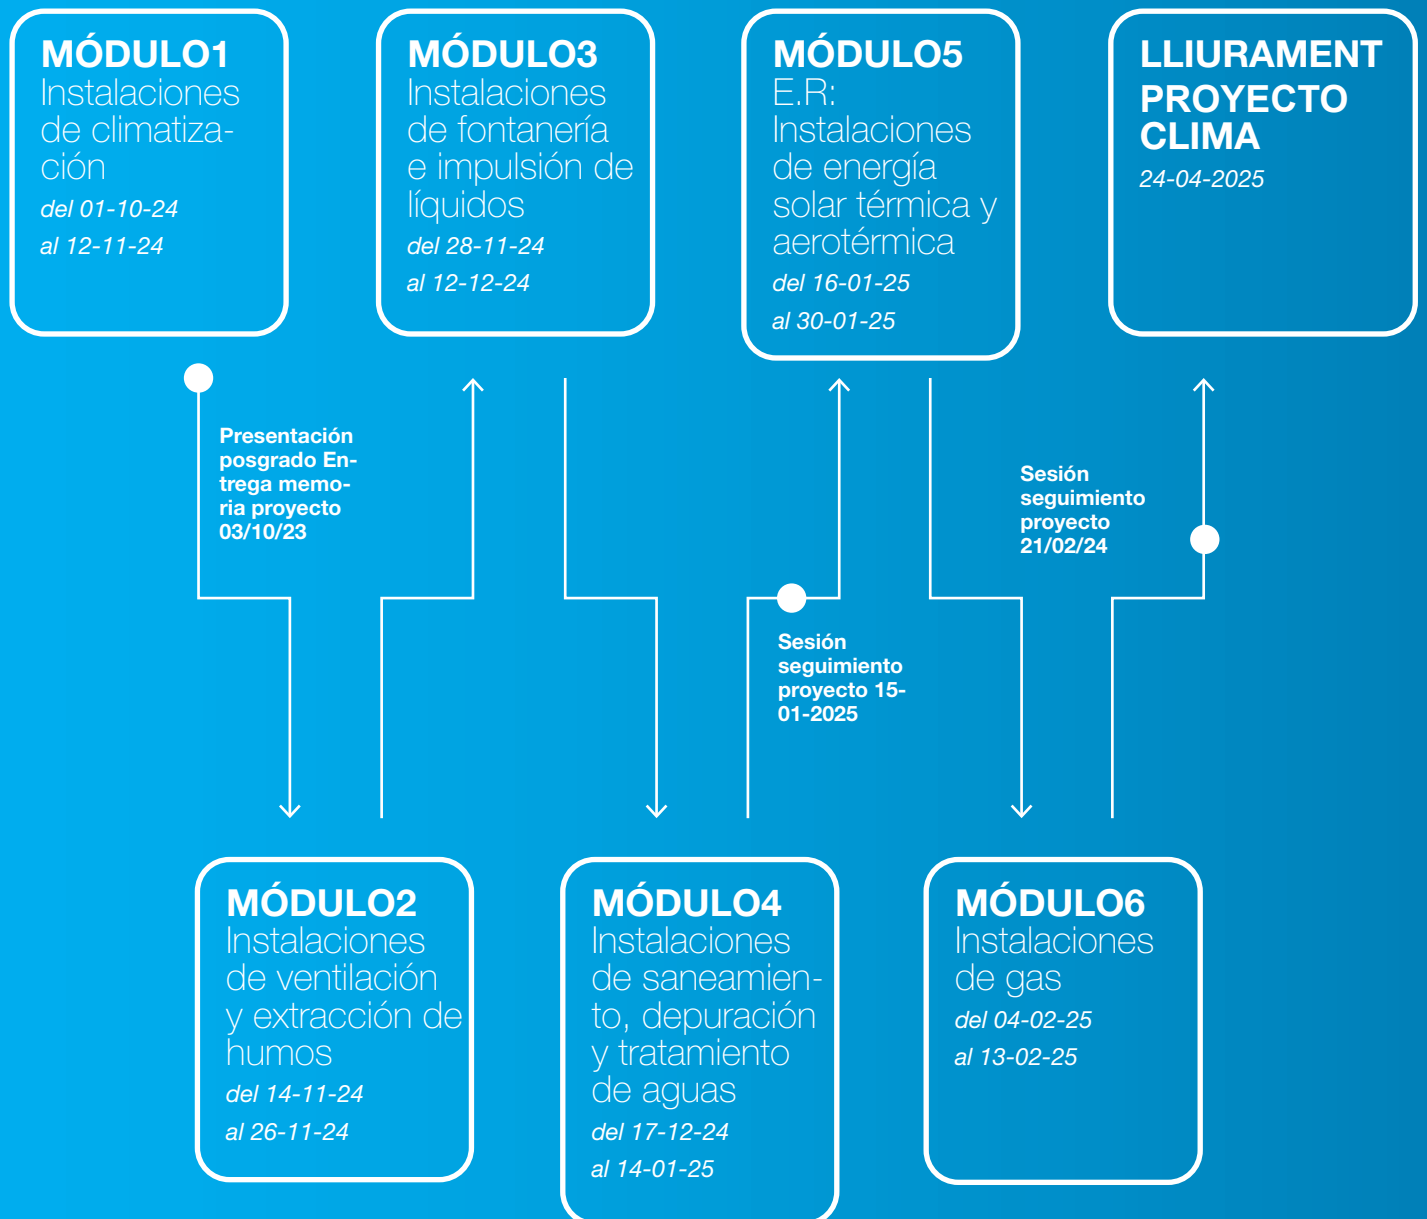 MÓDULO1
Instalaciones
de climatiza-
ción
del 01-10-24
al 12-11-24
MÓDULO3
Instalaciones
de fontanería
e impulsión de
líquidos
del 28-11-24
al 12-12-24
MÓDULO5
E.R:
Instalaciones
de energía
solar térmica y
aerotérmica
del 16-01-25
al 30-01-25
LLIURAMENT
PROYECTO
CLIMA
24-04-2025
Presentación
posgrado En-
trega memo-
ria proyecto
03/10/23
Sesión
seguimiento
proyecto
21/02/24
Sesión
seguimiento
proyecto 15-
01-2025
MÓDULO2
Instalaciones
de ventilación
y extracción de
humos
del 14-11-24
al 26-11-24
MÓDULO4
Instalaciones
de saneamien-
to, depuración
y tratamiento
de aguas
del 17-12-24
al 14-01-25
MÓDULO6
Instalaciones
de gas
del 04-02-25
al 13-02-25